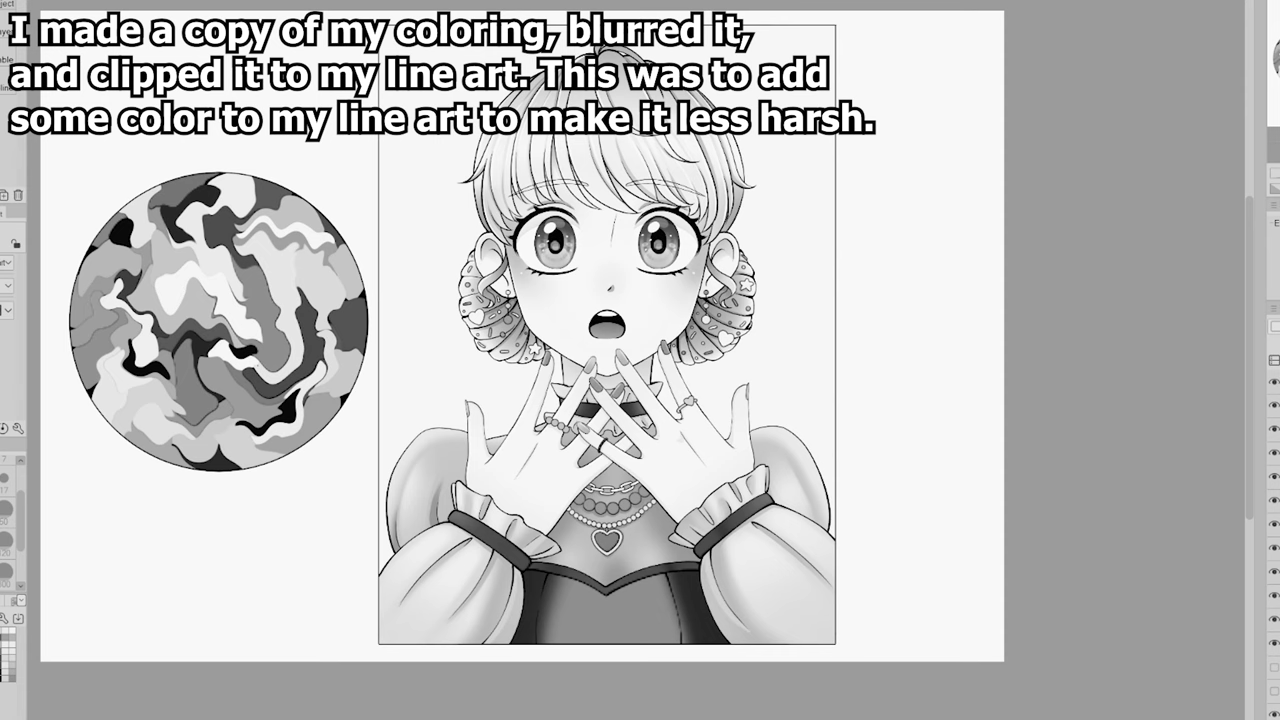 I made a copy of my coloring, blurred it,
and clipped it to my line art. This was to add
some color to my line art to make it less harsh.